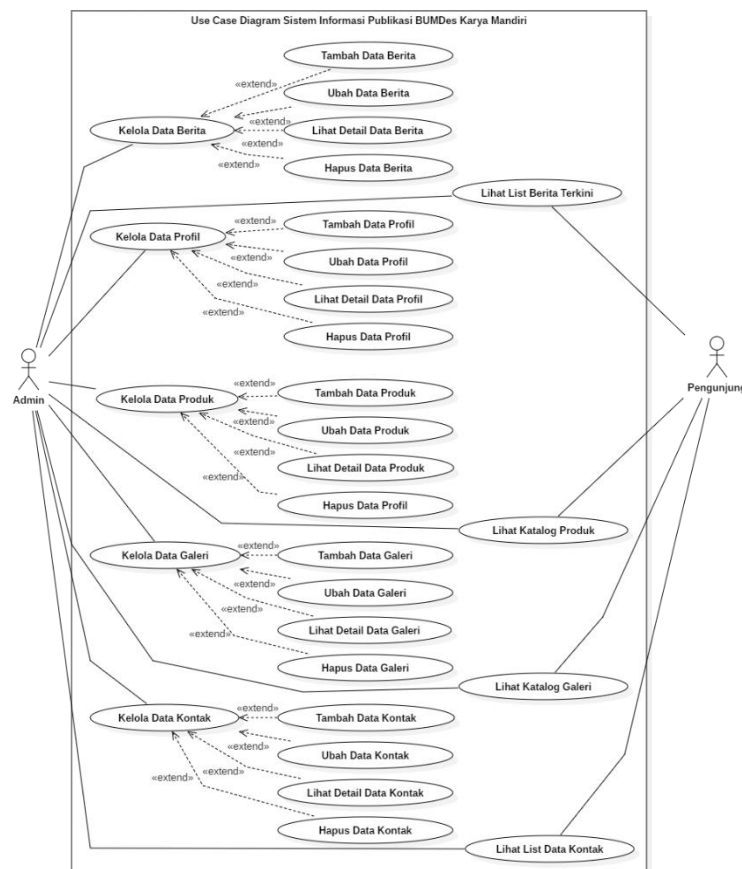 Use Case Diagram Sistem Informasi Publikasi BUMDes Karya Mandiri
Tambah Data Berita
«extend»
Ubah Data Berita
«extend»
Kelola Data Berita
Lihat Detail Data Berita
«extend»
«extend»
Hapus Data Berita
Lihat List Berita Terkini
«extend»
Tambah Data Profil
Kelola Data Profil
«extend»
Ubah Data Profil
«extend»
Lihat Detail Data Profil
«extend»
Hapus Data Profil
Admin
Pengunjung
«extend»
Tambah Data Produk
Kelola Data Produk
«extend»
Ubah Data Produk
«extend»
Lihat Detail Data Produk
«extend»
Hapus Data Profil
Lihat Katalog Produk
«extend»
Tambah Data Galeri
Kelola Data Galeri
«extend»
Ubah Data Galeri
«extend»
Lihat Detail Data Galeri
«extend»
Hapus Data Galeri
Lihat Katalog Galeri
«extend»
Tambah Data Kontak
Kelola Data Kontak
«extend»
Ubah Data Kontak
«extend»
«extend»
Lihat Detail Data Kontak
Hapus Data Kontak
Lihat List Data Kontak